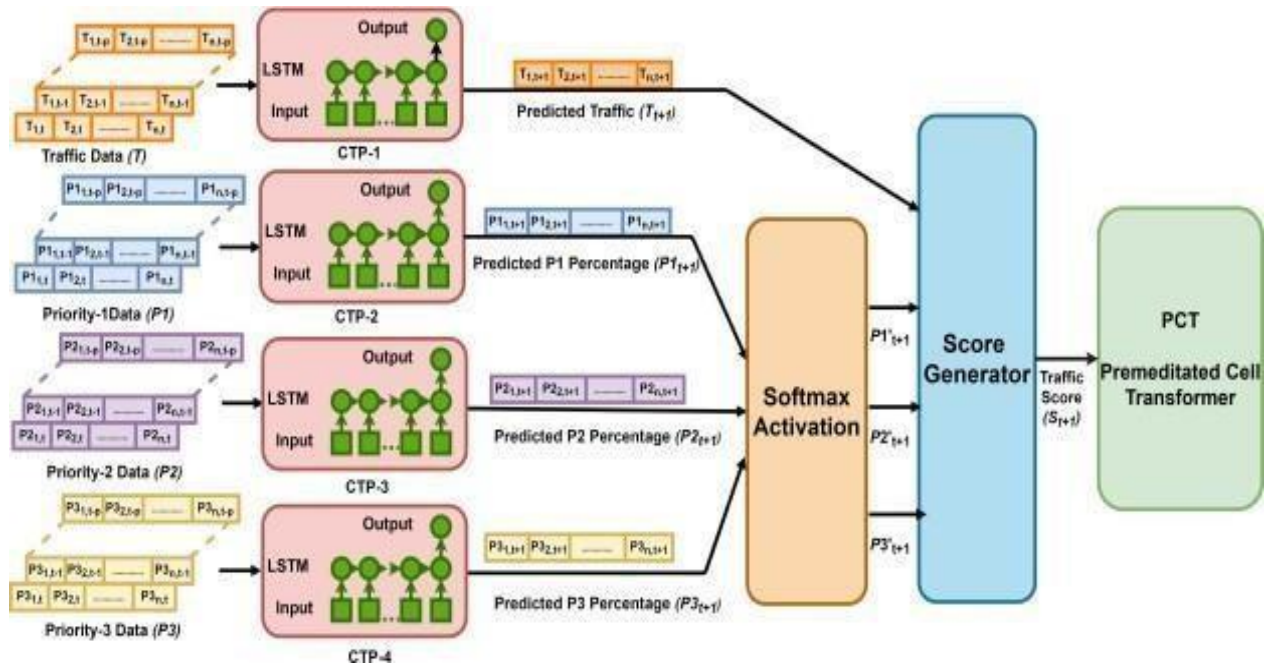 T1,t-p T2,t-p ........... Tn,t-p
T1,t-1 T2,t-1 ........... Tn,t-1
T1,t T2,t ........... Tn,t
Traffic Data (T)
Output
LSTM
Input
...
CTP-1
T1,t+1 T2,t+1 ........... Tn,t+1
Predicted Traffic (Tt+1)
P11,t-p P12,t-p ........... P1n,t-p
P11,t-1 P12,t-1 ........... P1n,t-1
P11,t P12,t ........... P1n,t
Priority-1Data (P1)
Output
LSTM
Input
...
CTP-2
P11,t+1 P12,t+1 ........... P1n,t+1
Predicted P1 Percentage (P1t+1)
P21,t-p P22,t-p ........... P2n,t-p
P21,t-1 P22,t-1 ........... P2n,t-1
P21,t P22,t ........... P2n,t
Priority-2 Data (P2)
Output
LSTM
Input
...
CTP-3
P21,t+1 P22,t+1 ........... P2n,t+1
Predicted P2 Percentage (P2t+1)
P31,t-p P32,t-p ........... P3n,t-p
P31,t-1 P32,t-1 ........... P3n,t-1
P31,t P32,t ........... P3n,t
Priority-3 Data (P3)
Output
LSTM
Input
...
CTP-4
P31,t+1 P32,t+1 ........... P3n,t+1
Predicted P3 Percentage (P3t+1)
Softmax
Activation
P1't+1
P2't+1
P3't+1
Score
Generator
Traffic
Score
(St+1)
PCT
Premeditated Cell
Transformer